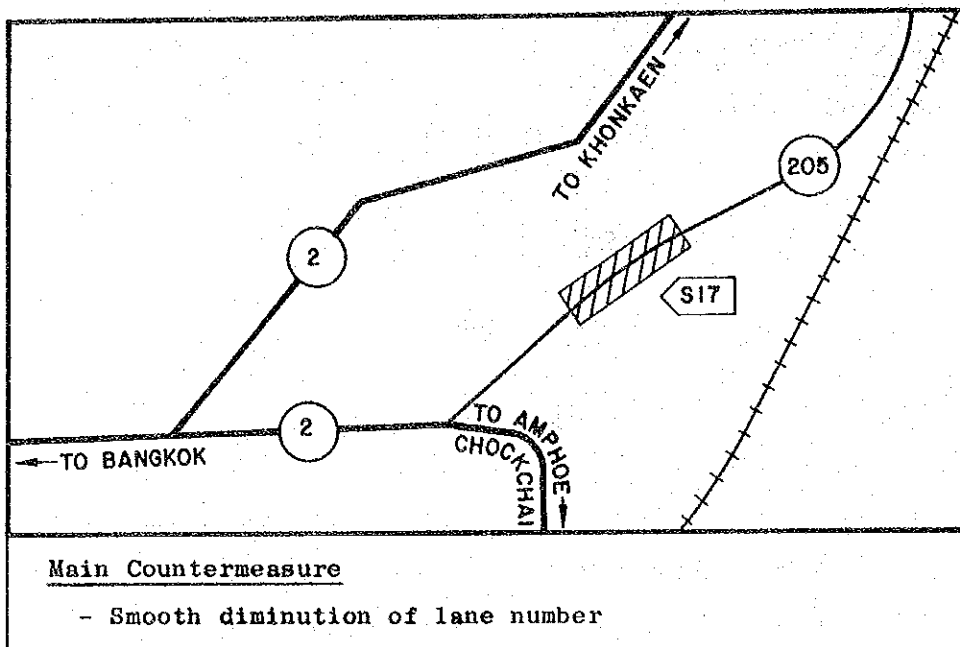 TO KHONKAEN
205
2
S17
2
TO AMPHOE
CHOCKCHAI
TO BANGKOK
Main Countermeasure
- Smooth diminution of lane number